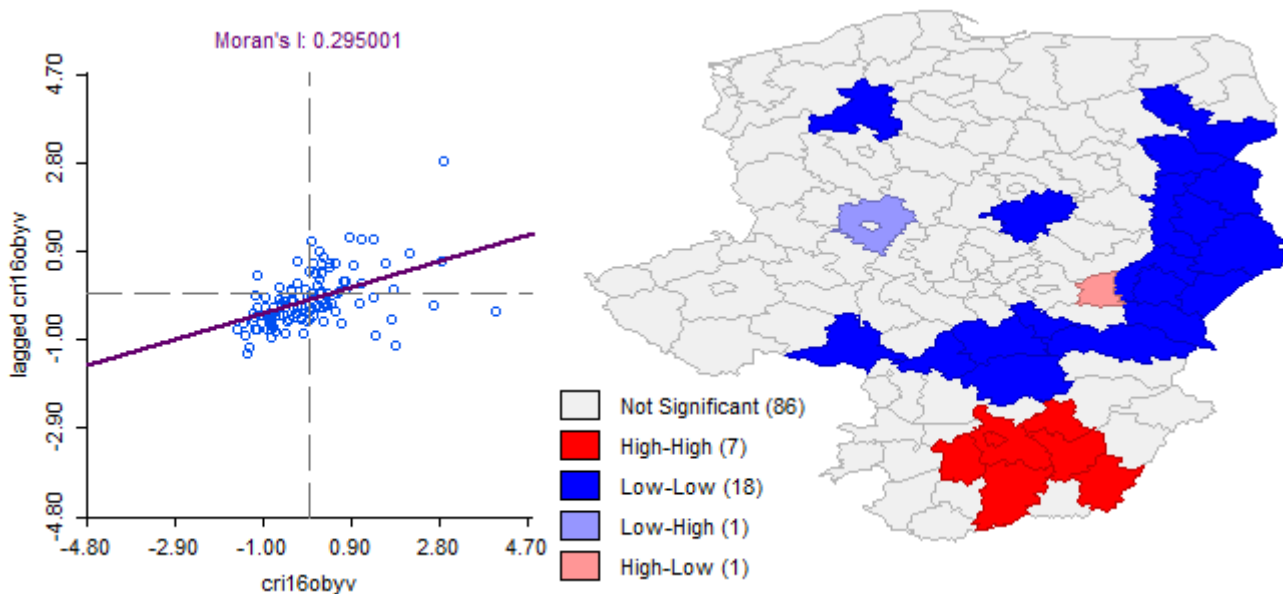 Moran's I: 0.295001
lagged cri16obyv
4.70
2.80
0.90
-1.00
-2.90
-4.80
-4.80 -2.90 -1.00 0.90 2.80 4.70
cri16obyv
Not Significant (86)
High-High (7)
Low-Low (18)
Low-High (1)
High-Low (1)